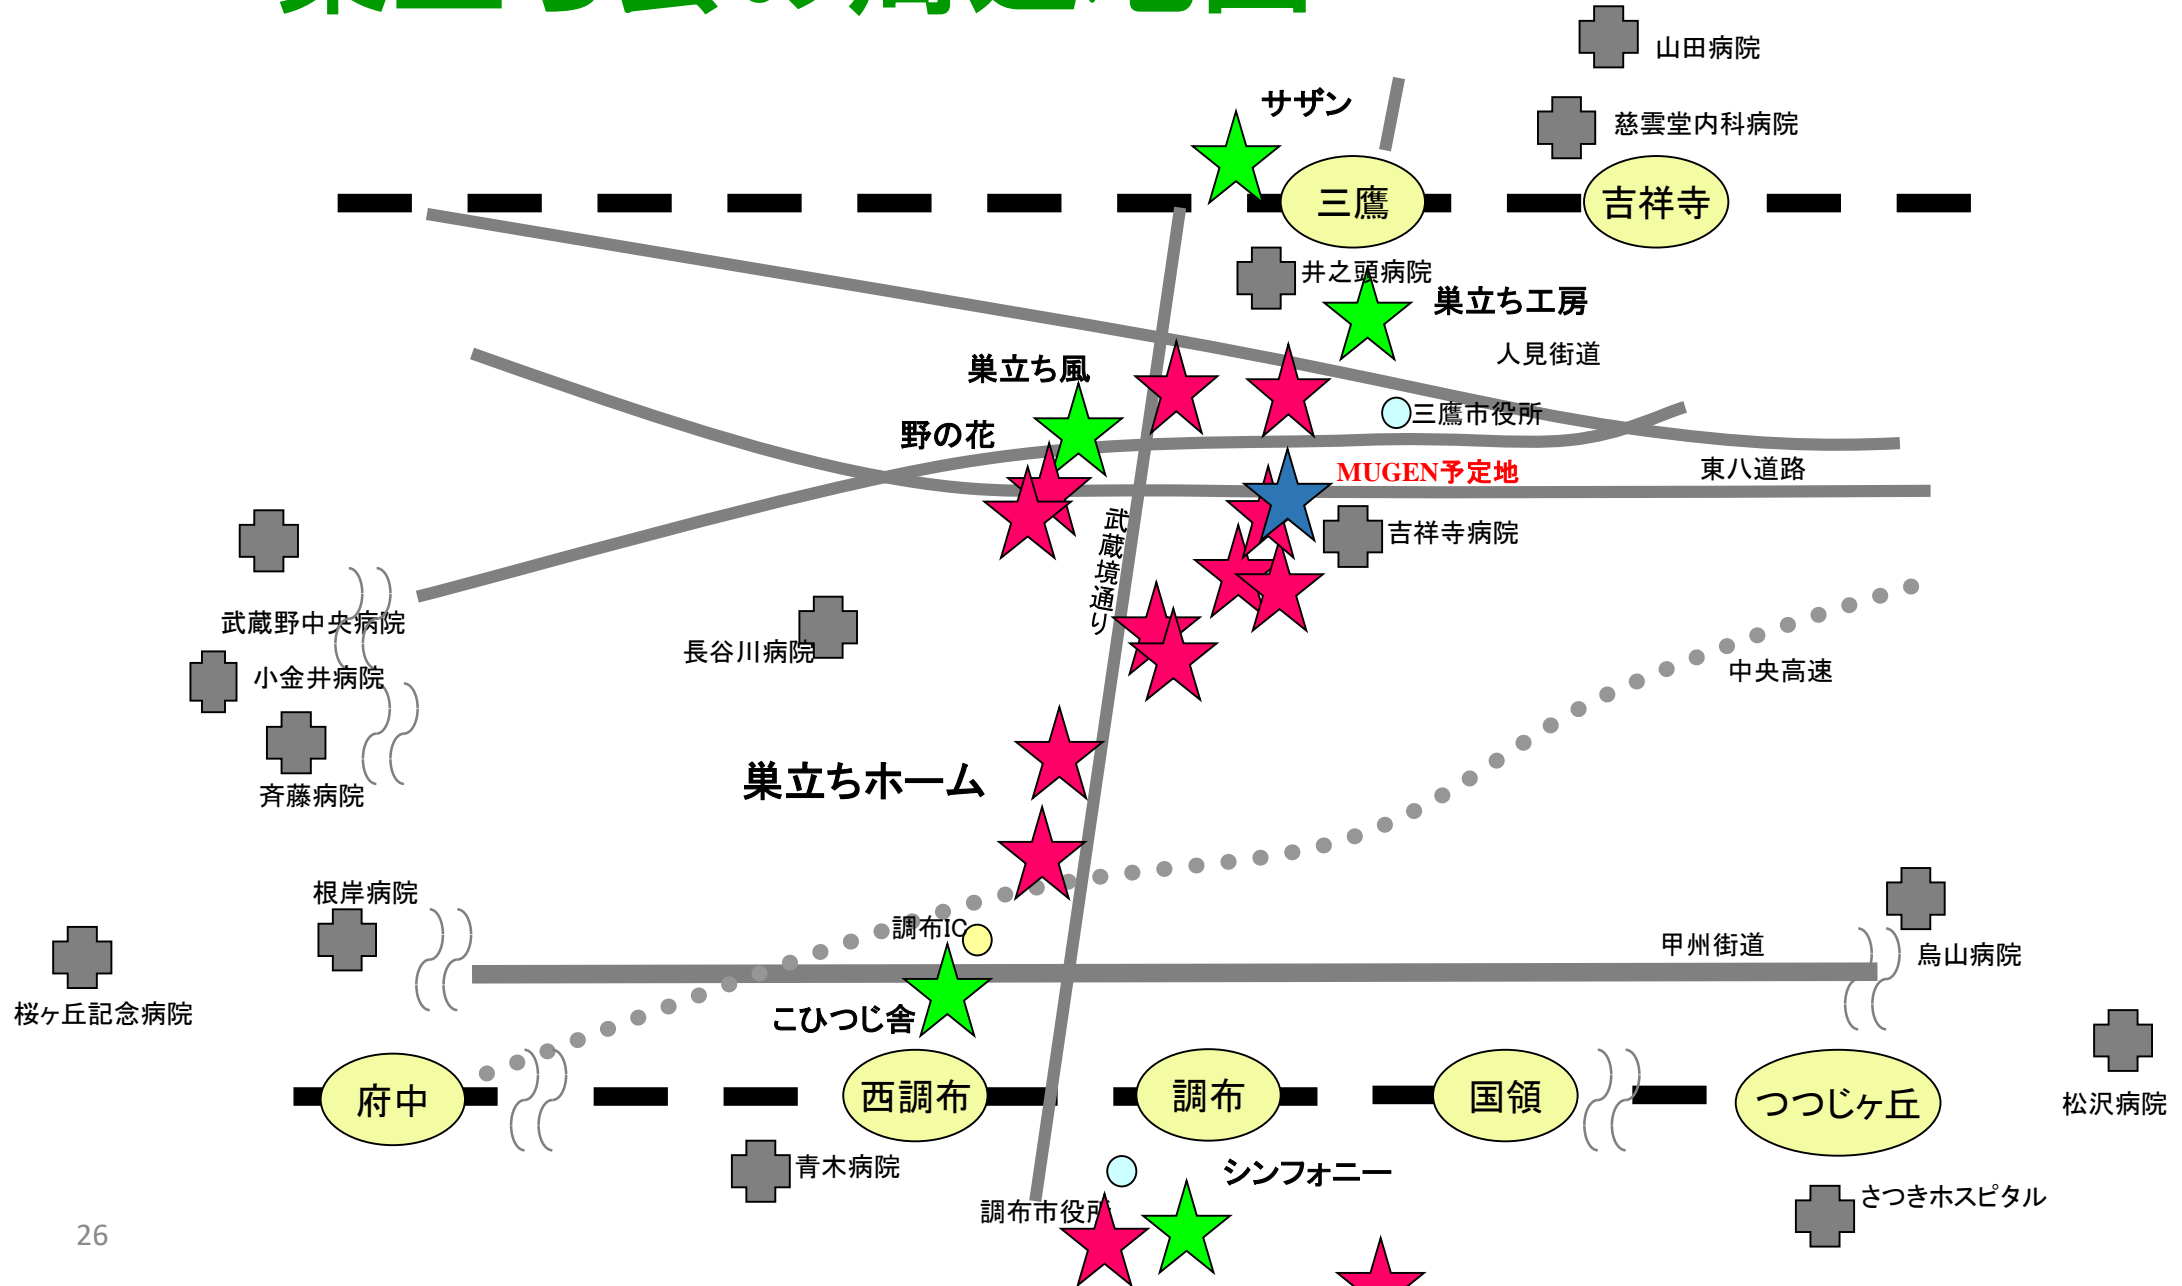 山田病院
サザン
慈雲堂内科病院
三鷹
吉祥寺
井之頭病院
巣立ち工房
人見街道
巣立ち風
三鷹市役所
野の花
MUGEN予定地
東八道路
武蔵境通り
吉祥寺病院
武蔵野中央病院
長谷川病院
小金井病院
中央高速
斉藤病院
巣立ちホーム
根岸病院
調布IC
甲州街道
烏山病院
桜ヶ丘記念病院
こひつじ舎
府中
西調布
調布
国領
つつじヶ丘
松沢病院
青木病院
シンフォニー
調布市役所
さつきホスピタル
26